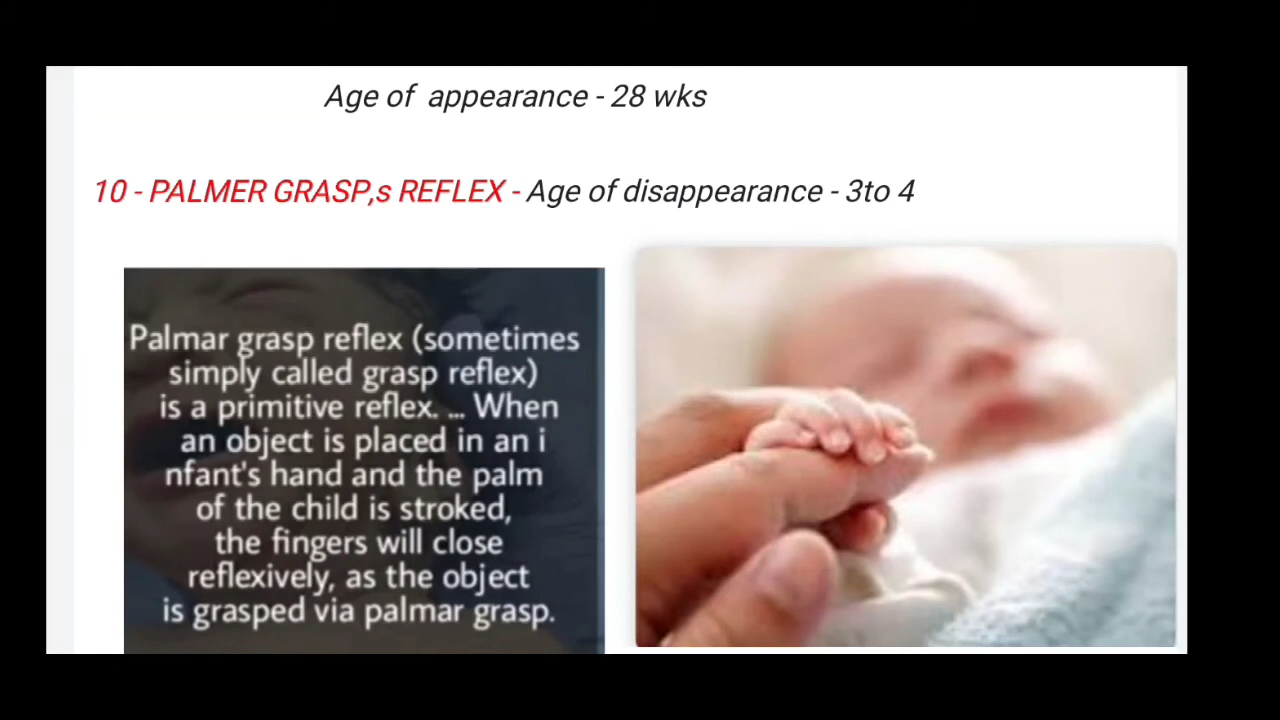 Age of appearance - 28 wks
10 - PALMER GRASP,s REFLEX - Age of disappearance - 3to 4
Palmar grasp reflex (sometimes
simply called grasp reflex)
is a primitive reflex. ... When
an object is placed in an i
nfant's hand and the palm
of the child is stroked,
the fingers will close
reflexively, as the object
is grasped via palmar grasp.